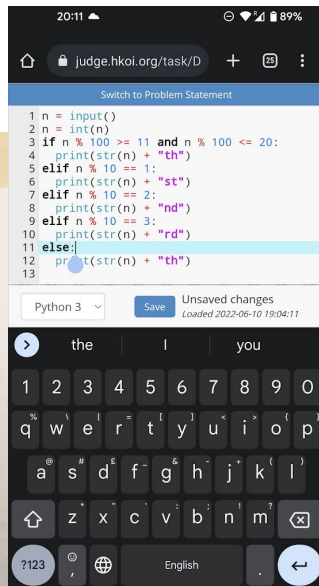 20:11
89%
judge.hkoi.org/task/D
25
Switch to Problem Statement
1 n = input()
2 n = int(n)
3 if n % 100 >= 11 and n % 100 <= 20:
4 print(str(n) + "th")
5 elif n % 10 == 1:
6 print(str(n) + "st")
7 elif n % 10 == 2:
8 print(str(n) + "nd")
9 elif n % 10 == 3:
10 print(str(n) + "rd")
11 else:
12 print(str(n) + "th")
13
Python 3
Save
Unsaved changes
Loaded 2022-06-10 19:04:11
the I you
1 2 3 4 5 6 7 8 9 0
% \ | = [ ] < > { }
q w e r t y u i o p
@ # £ - & + ( )
a s d f g h j k l
* " ' : ; ! ?
z x c v b n m
?123 , English .